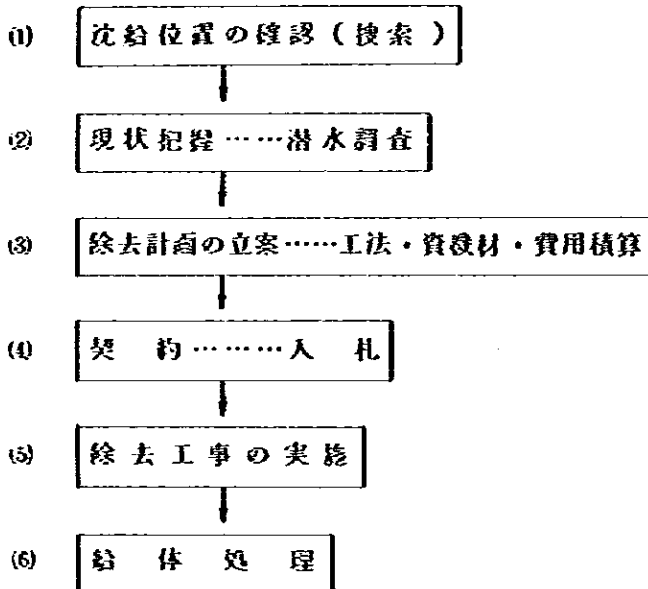 (1) 沈船位置の確認(捜索)
(2) 現状把握……潜水調査
(3) 除去計画の立案……工法・資機材・費用積算
(4) 契約………入札
(5) 除去工事の実施
(6) 船体処理